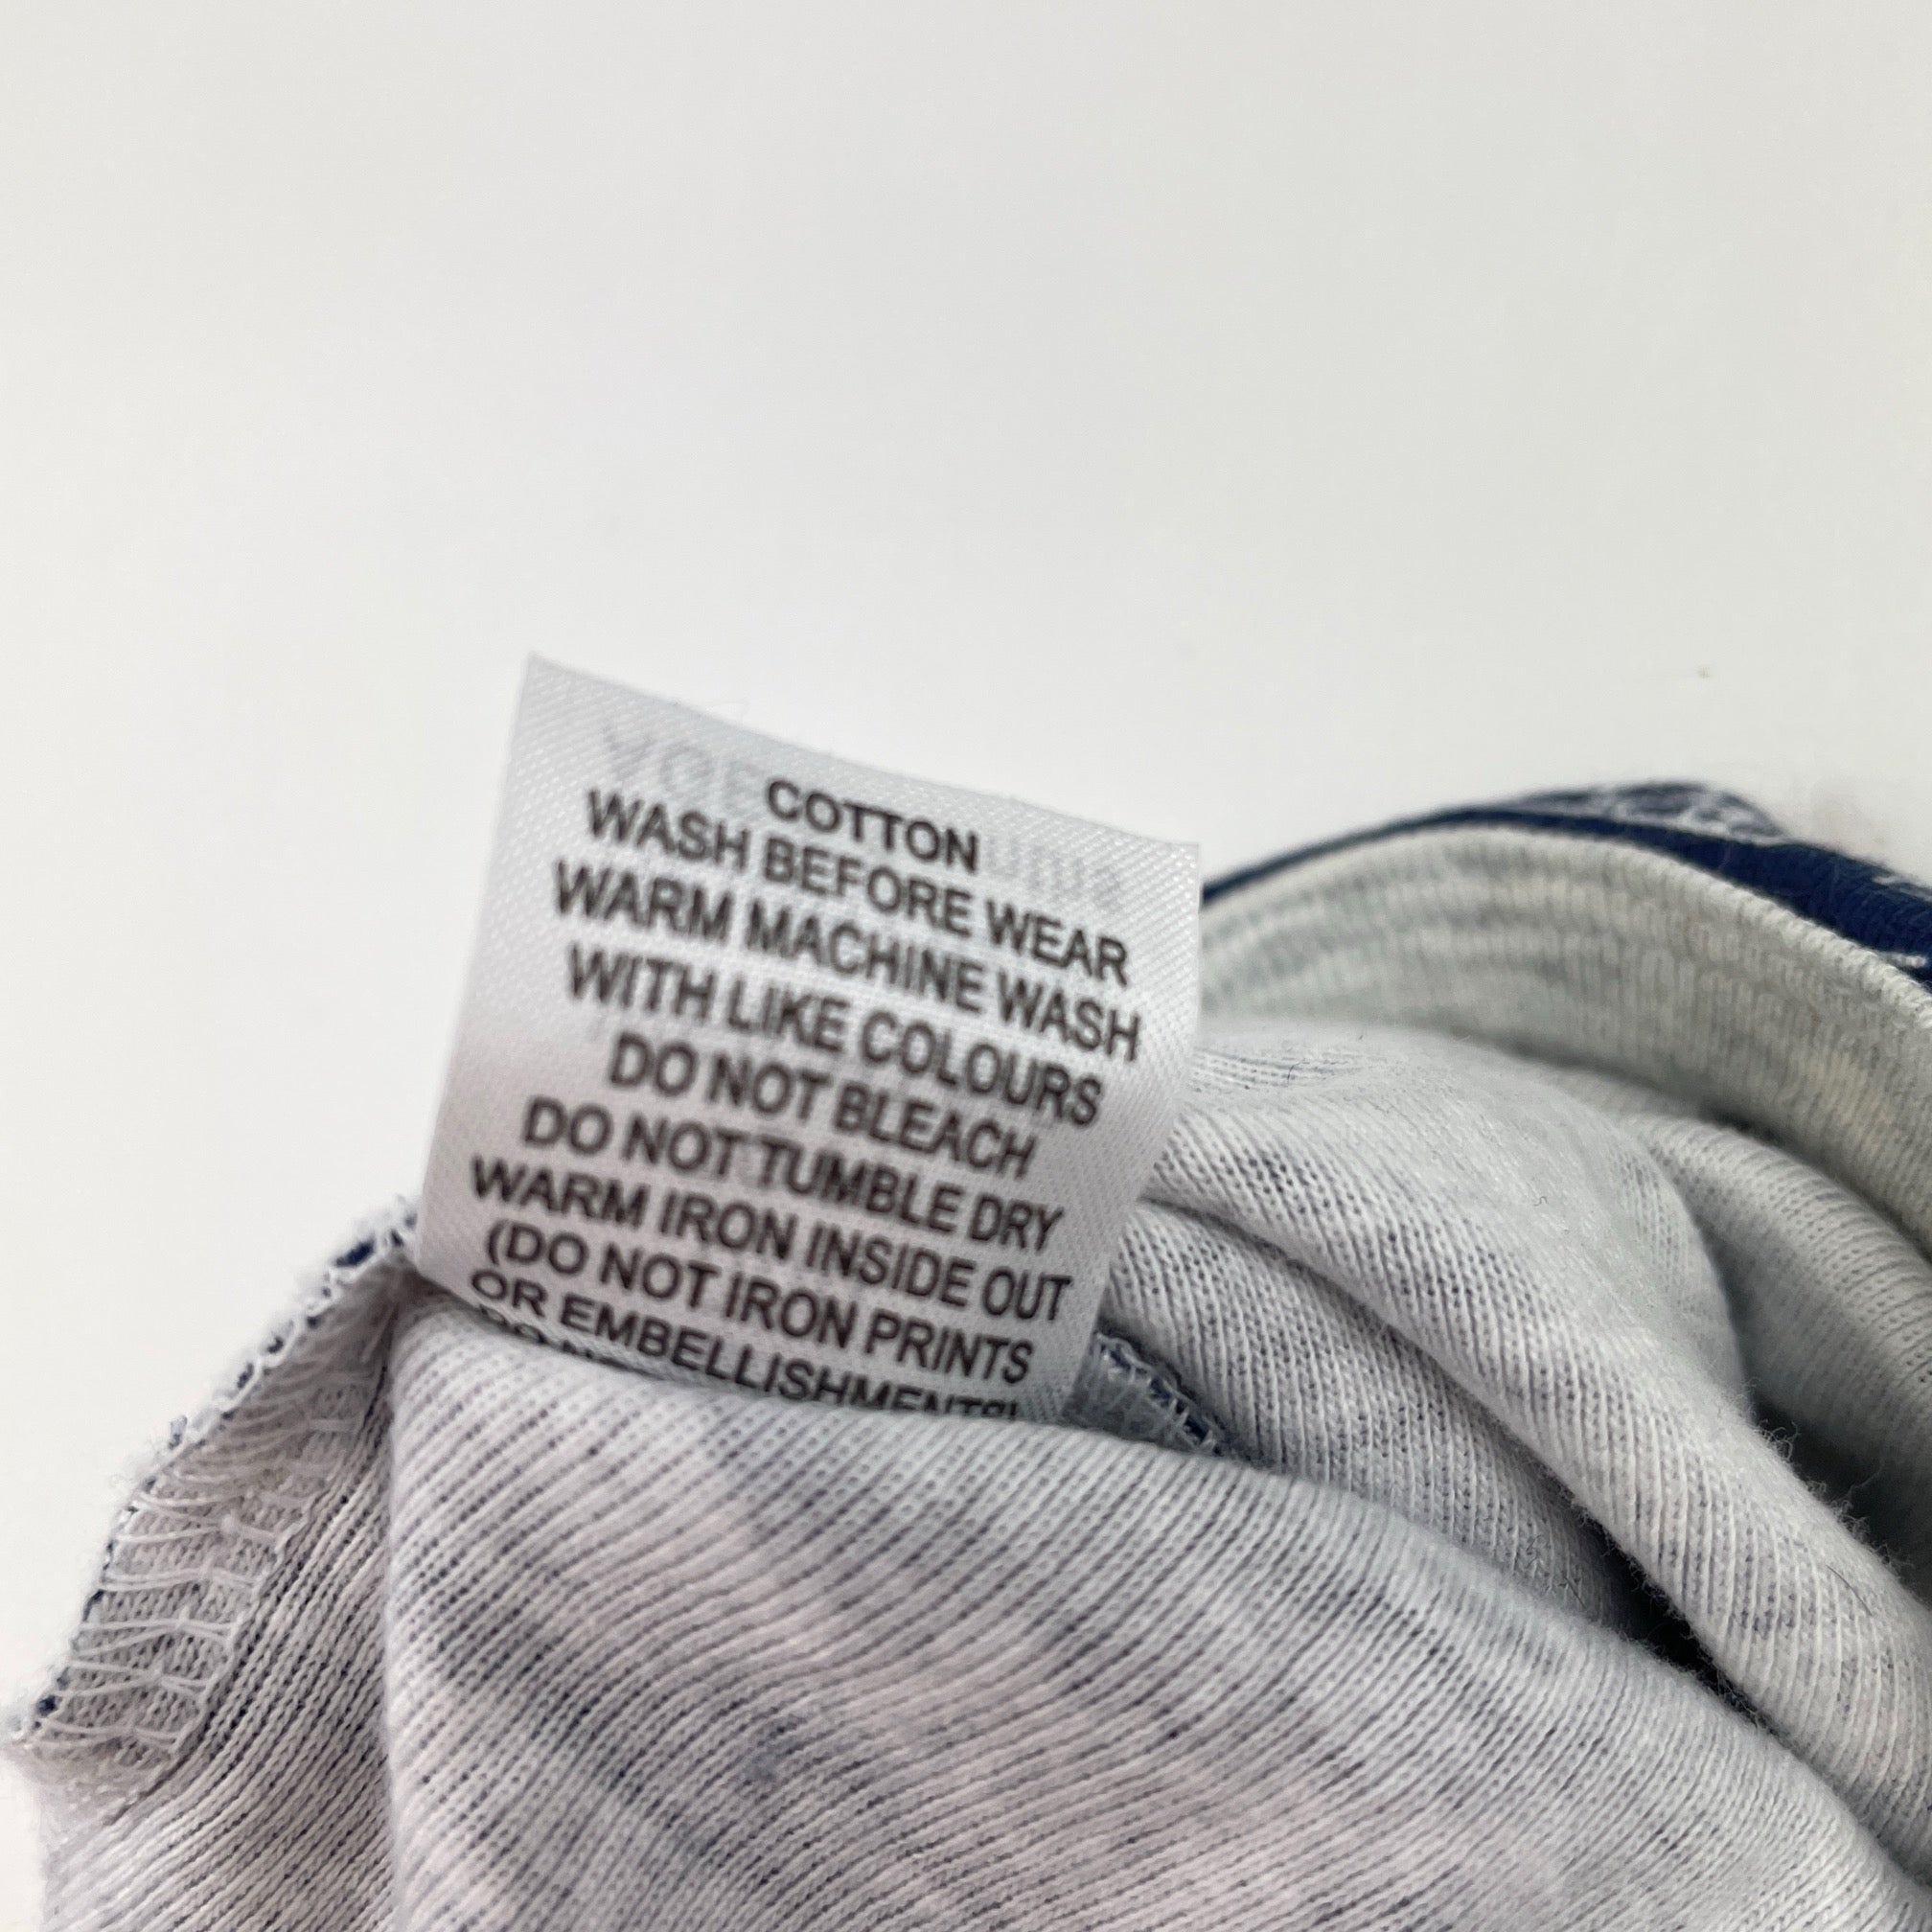 COTTON
WASH BEFORE WEAR
WARM MACHINE WASH
WITH LIKE COLOURS
DO NOT BLEACH
DO NOT TUMBLE DRY
WARM IRON INSIDE OUT
(DO NOT IRON PRINTS
OR EMBELLISHMENTS)